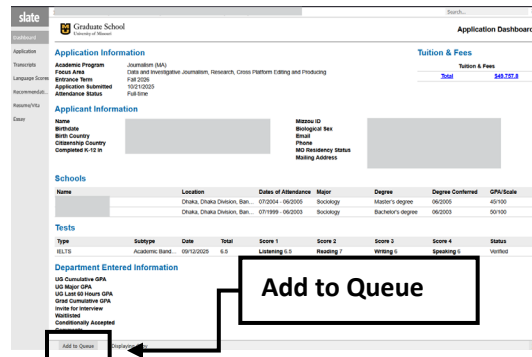 slate
Search...
Graduate School
University of Missouri
Application Dashboard
Dashboard
Application
Transcripts
Language Scores
Recommendat...
Resume/Vita
Essay
Application Information
Academic Program Journalism (MA)
Focus Area Data and Investigative Journalism, Research, Cross Platform Editing and Producing
Entrance Term Fall 2026
Application Submitted 10/21/2025
Attendance Status Full-time
Tuition & Fees
Tuition & Fees
Total $49,757.8
Applicant Information
Name
Birthdate
Birth Country
Citizenship Country
Completed K-12 in
Mizzou ID
Biological Sex
Email
Phone
MO Residency Status
Mailing Address
Schools
Name Location Dates of Attendance Major Degree Degree Conferred GPA/Scale
Dhaka, Dhaka Division, Ban... 07/2004 - 06/2005 Sociology Master's degree 06/2005 45/100
Dhaka, Dhaka Division, Ban... 07/1999 - 06/2003 Sociology Bachelor's degree 06/2003 50/100
Tests
Type Subtype Date Total Score 1 Score 2 Score 3 Score 4 Status
IELTS Academic Band... 09/12/2025 6.5 Listening 6.5 Reading 7 Writing 6 Speaking 6 Verified
Department Entered Information
UG Cumulative GPA
UG Major GPA
UG Last 60 Hours GPA
Grad Cumulative GPA
Invite for Interview
Waitlisted
Conditionally Accepted
Comments
Add to Queue
Add to Queue